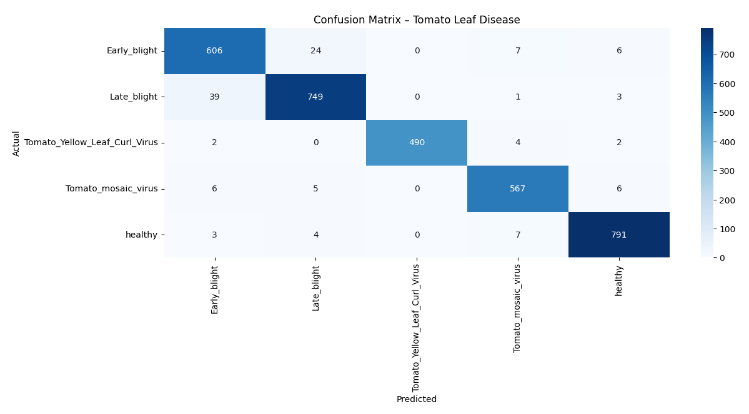 Confusion Matrix – Tomato Leaf Disease
Actual
Early_blight 606 24 0 7 6
Late_blight 39 749 0 1 3
Tomato_Yellow_Leaf_Curl_Virus 2 0 490 4 2
Tomato_mosaic_virus 6 5 0 567 6
healthy 3 4 0 7 791
Early_blight
Late_blight
Tomato_Yellow_Leaf_Curl_Virus
Tomato_mosaic_virus
healthy
Predicted
700
600
500
400
300
200
100
0